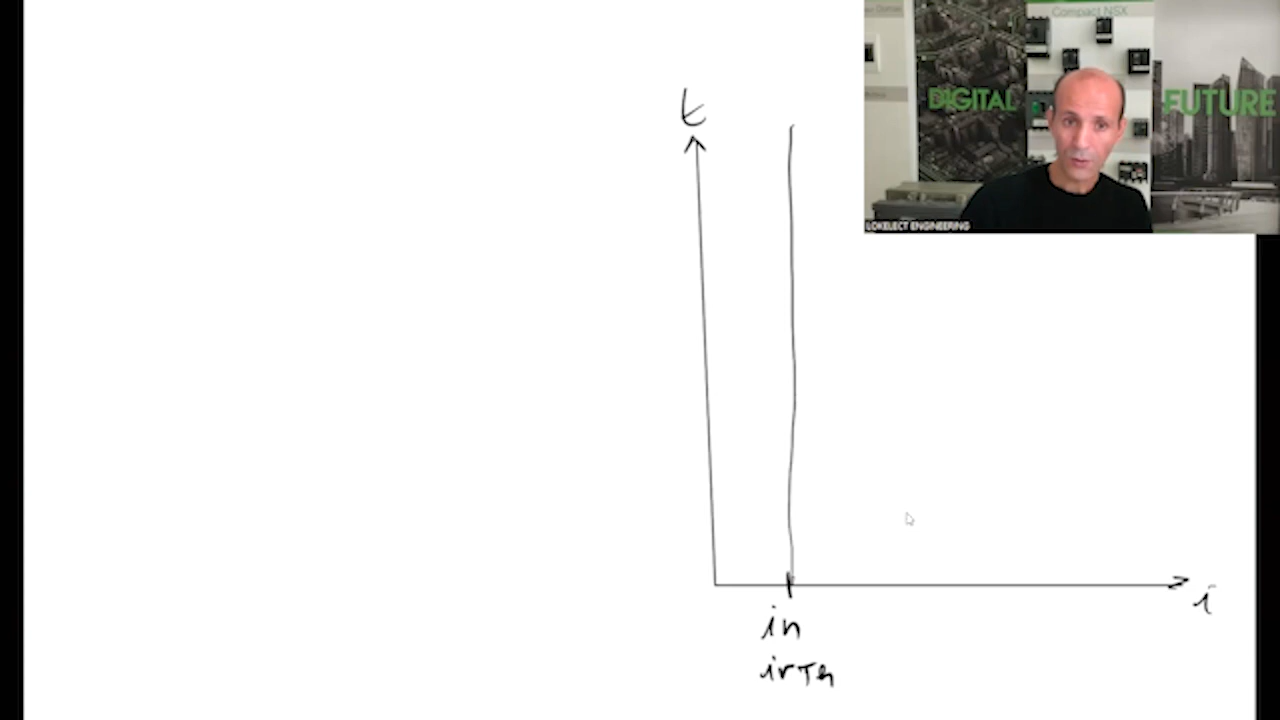 Compact NSX
DIGITAL
FUTURE
LOKELECT ENGINEERING
t
i
in
irTh